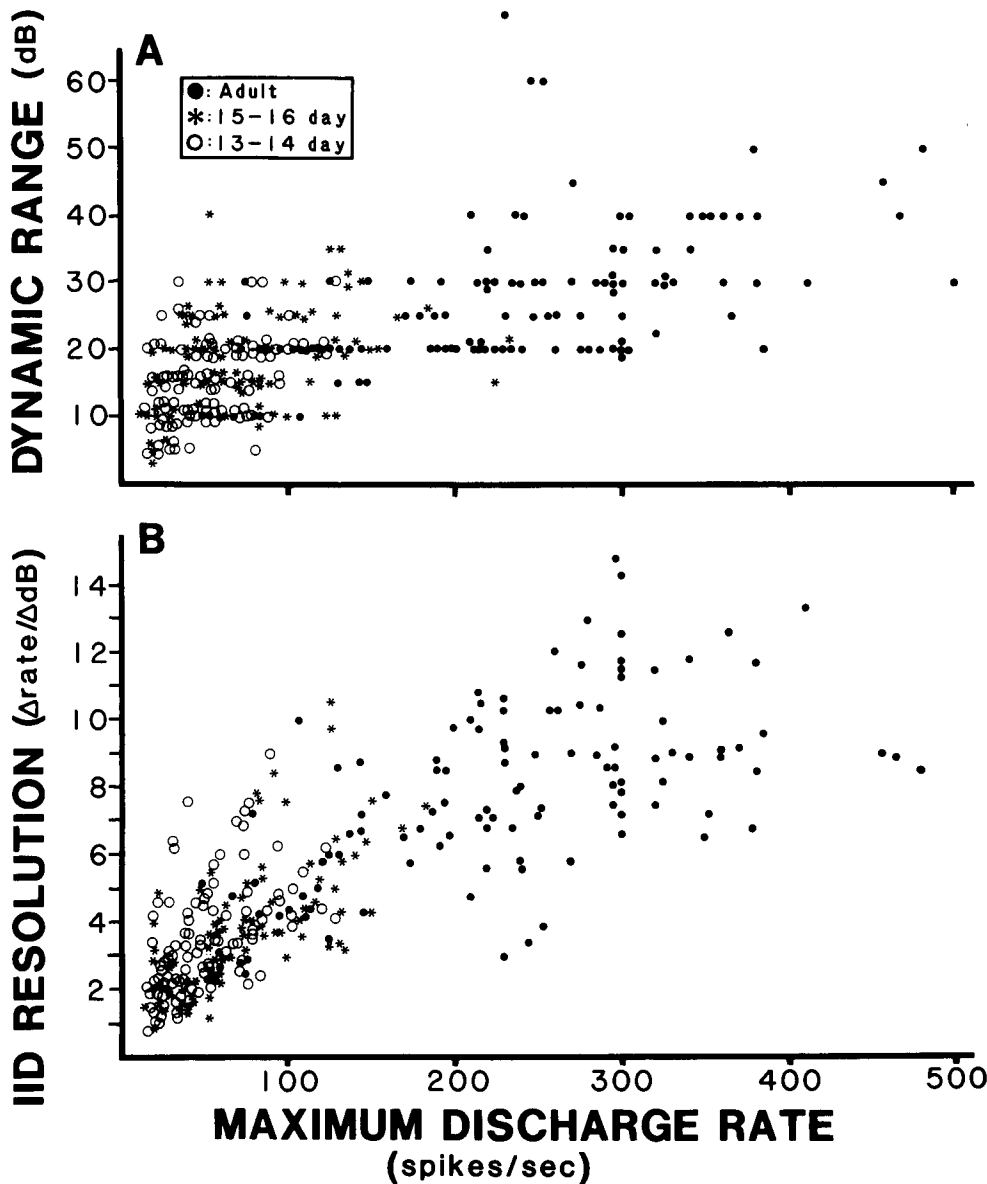 A
DYNAMIC RANGE (dB)
60
50
40
30
20
10
●: Adult
*: 15-16 day
○: 13-14 day
B
IID RESOLUTION (Δrate/ΔdB)
14
12
10
8
6
4
2
100 200 300 400 500
MAXIMUM DISCHARGE RATE
(spikes/sec)